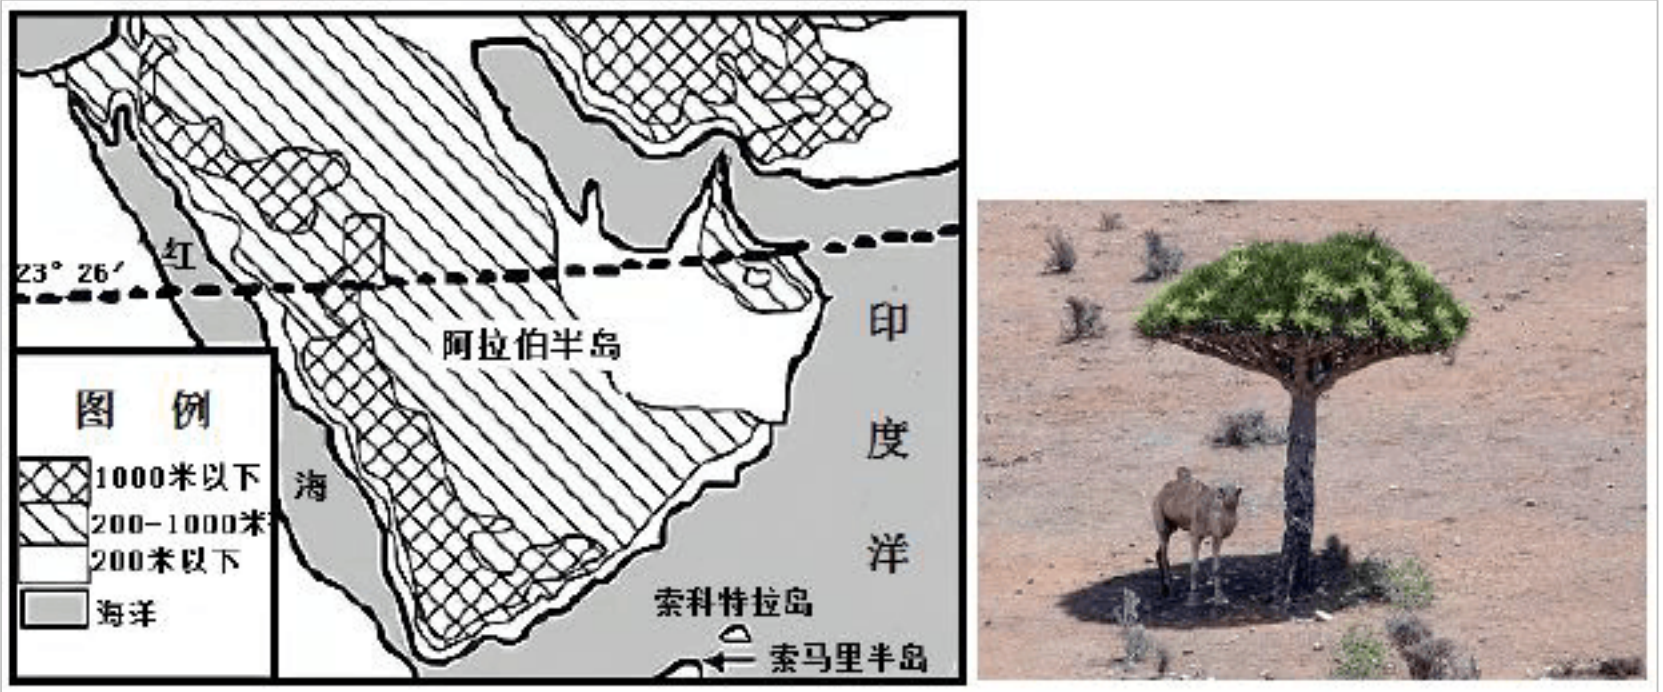 红
23° 26′
阿拉伯半岛
印
度
洋
图 例
1000米以下
200-1000米
200米以下
海洋
海
索科特拉岛
索马里半岛